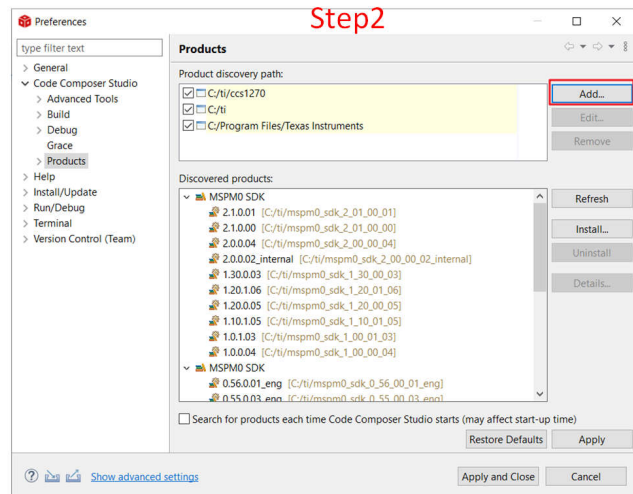 Step2
Preferences
type filter text
General
Code Composer Studio
Advanced Tools
Build
Debug
Grace
Products
Help
Install/Update
Run/Debug
Terminal
Version Control (Team)
Products
Product discovery path:
C:/ti/ccs1270
C:/ti
C:/Program Files/Texas Instruments
Add...
Edit...
Remove
Discovered products:
MSPM0 SDK
2.1.0.01 [C:/ti/mspm0_sdk_2_01_00_01]
2.1.0.00 [C:/ti/mspm0_sdk_2_01_00_00]
2.0.0.04 [C:/ti/mspm0_sdk_2_00_00_04]
2.0.0.02_internal [C:/ti/mspm0_sdk_2_00_00_02_internal]
1.30.0.03 [C:/ti/mspm0_sdk_1_30_00_03]
1.20.1.06 [C:/ti/mspm0_sdk_1_20_01_06]
1.20.0.05 [C:/ti/mspm0_sdk_1_20_00_05]
1.10.1.05 [C:/ti/mspm0_sdk_1_10_01_05]
1.0.1.03 [C:/ti/mspm0_sdk_1_00_01_03]
1.0.0.04 [C:/ti/mspm0_sdk_1_00_00_04]
MSPM0 SDK
0.56.0.01_eng [C:/ti/mspm0_sdk_0_56_00_01_eng]
0.55.0.03_eng [C:/ti/mspm0_sdk_0_55_00_03_eng]
Refresh
Install...
Uninstall
Details...
Search for products each time Code Composer Studio starts (may affect start-up time)
Restore Defaults
Apply
Show advanced settings
Apply and Close
Cancel